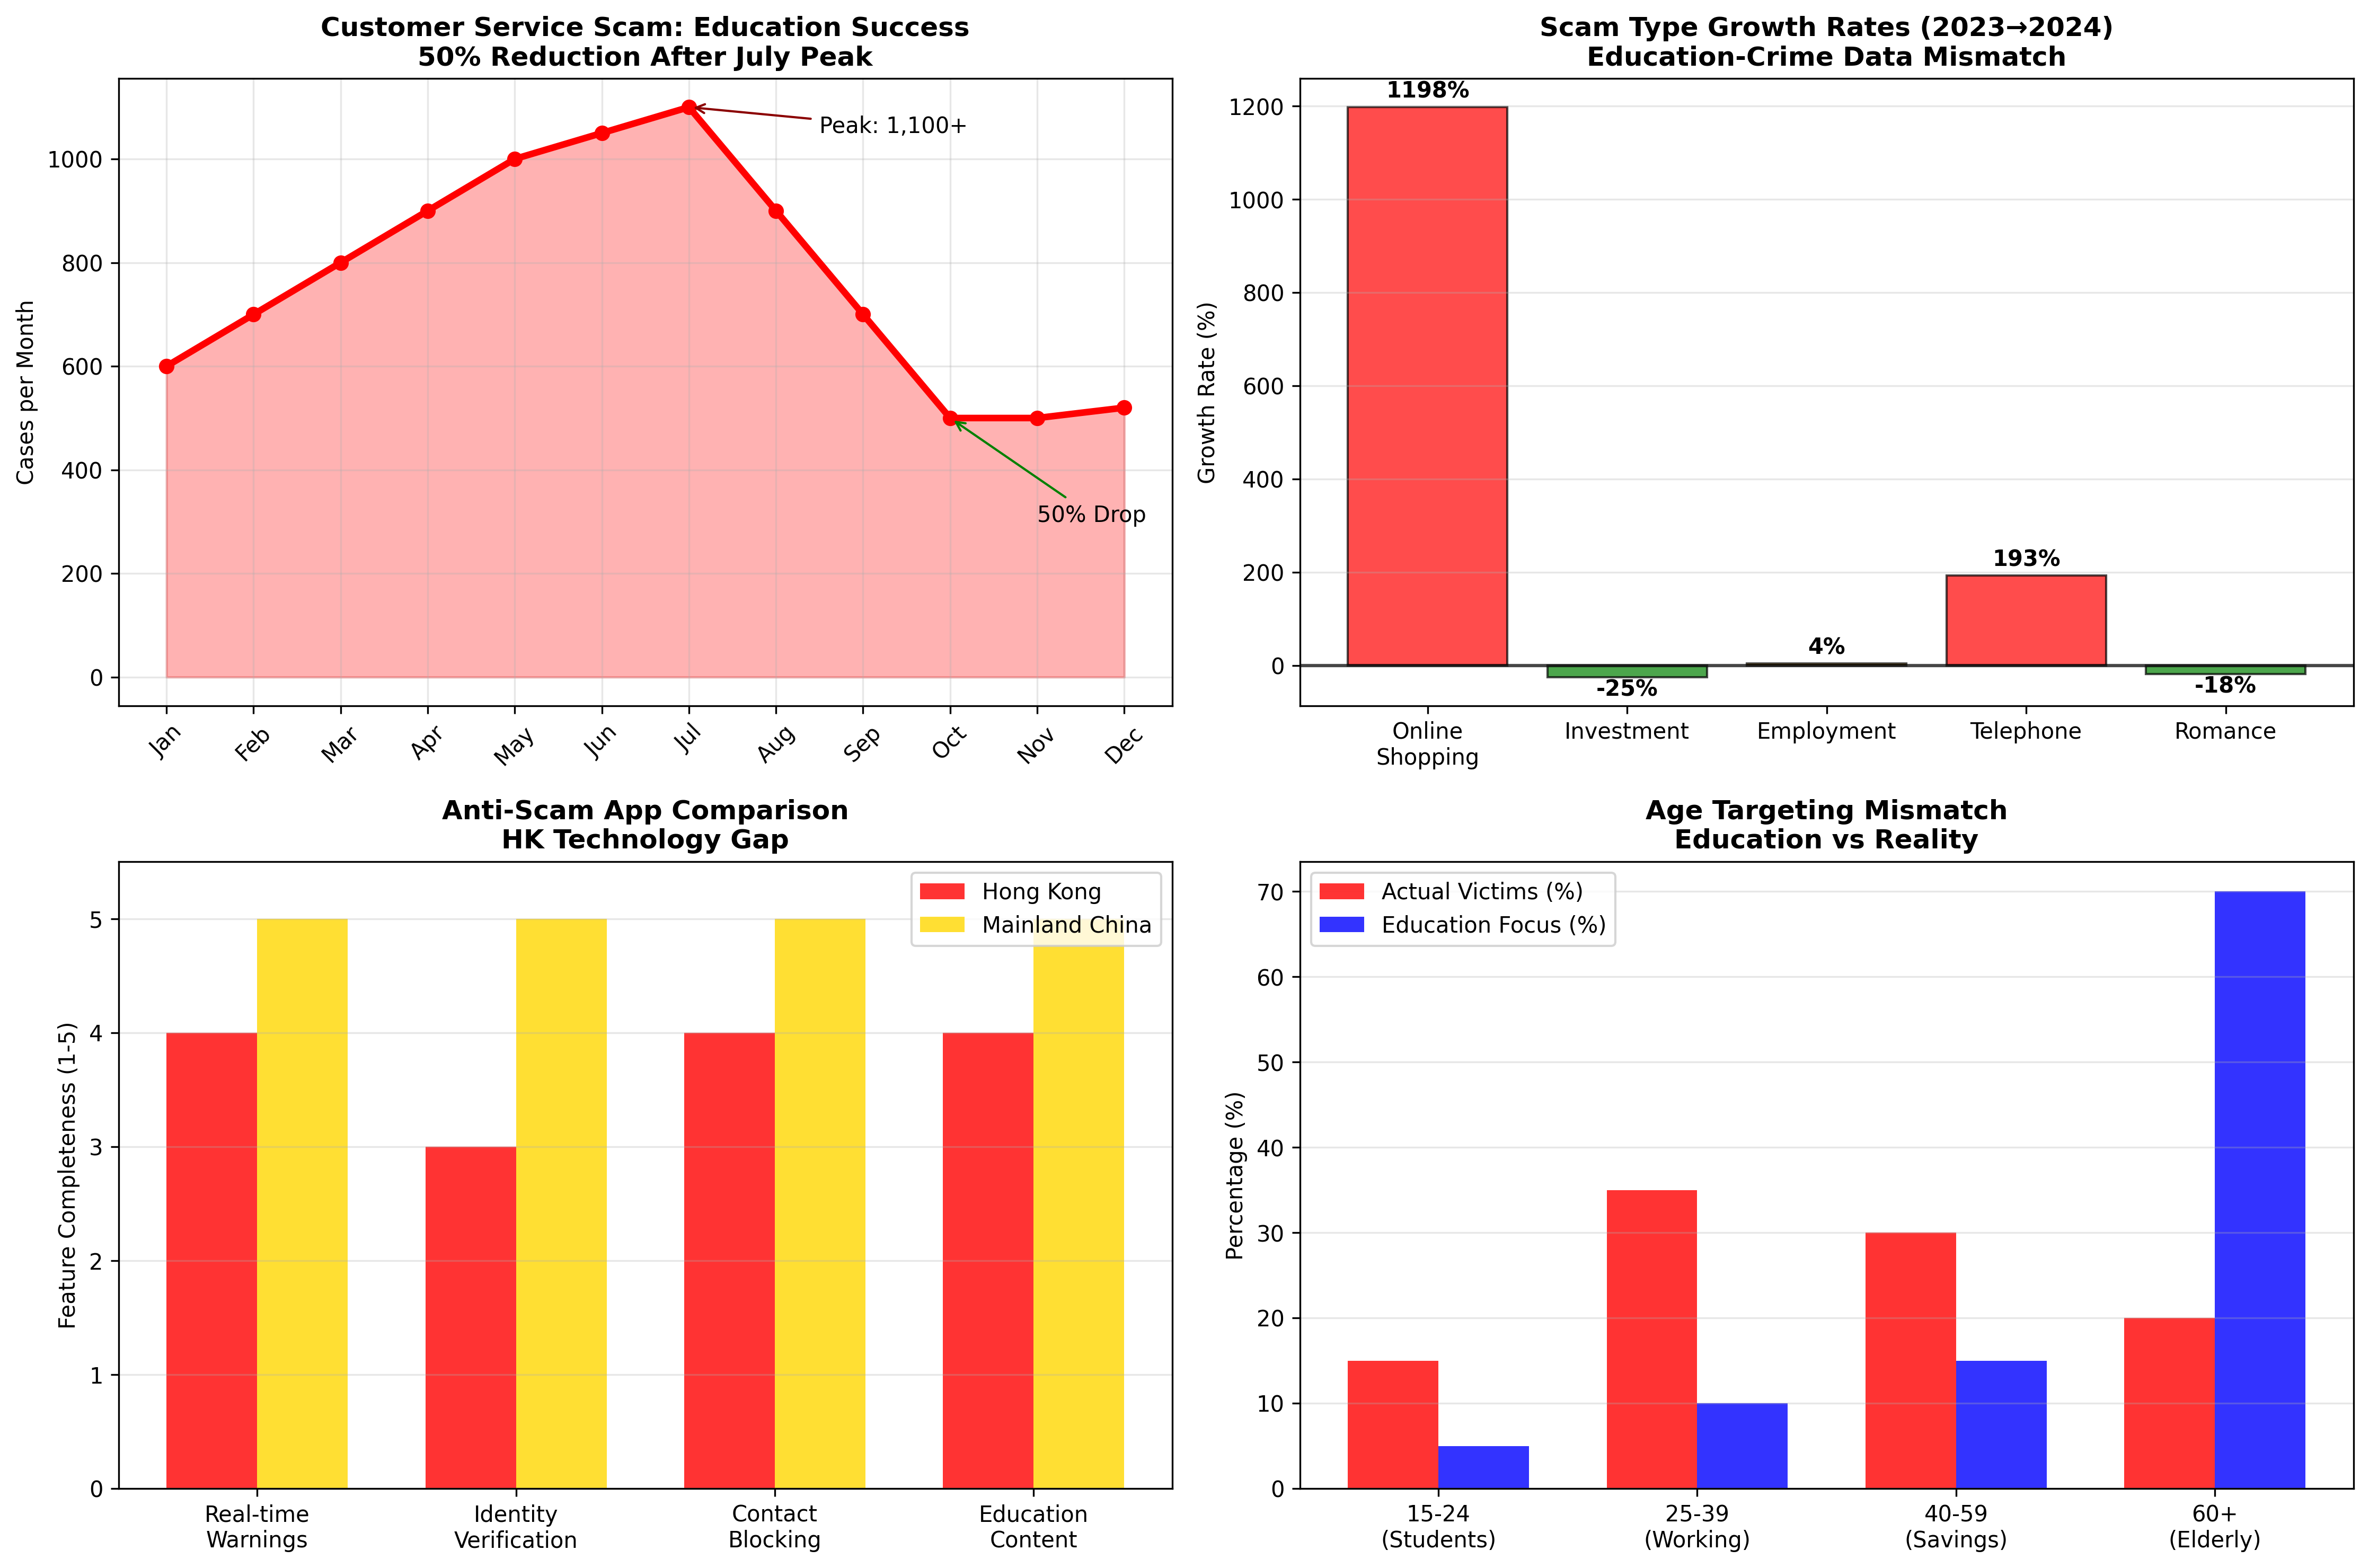 Customer Service Scam: Education Success
50% Reduction After July Peak
Cases per Month
1000
800
600
400
200
0
Peak: 1,100+
50% Drop
Jan
Feb
Mar
Apr
May
Jun
Jul
Aug
Sep
Oct
Nov
Dec
Scam Type Growth Rates (2023→2024)
Education-Crime Data Mismatch
Growth Rate (%)
1200
1000
800
600
400
200
0
1198%
-25%
4%
193%
-18%
Online
Shopping
Investment
Employment
Telephone
Romance
Anti-Scam App Comparison
HK Technology Gap
Feature Completeness (1-5)
5
4
3
2
1
0
Hong Kong
Mainland China
Real-time
Warnings
Identity
Verification
Contact
Blocking
Education
Content
Age Targeting Mismatch
Education vs Reality
Percentage (%)
70
60
50
40
30
20
10
0
Actual Victims (%)
Education Focus (%)
15-24
(Students)
25-39
(Working)
40-59
(Savings)
60+
(Elderly)